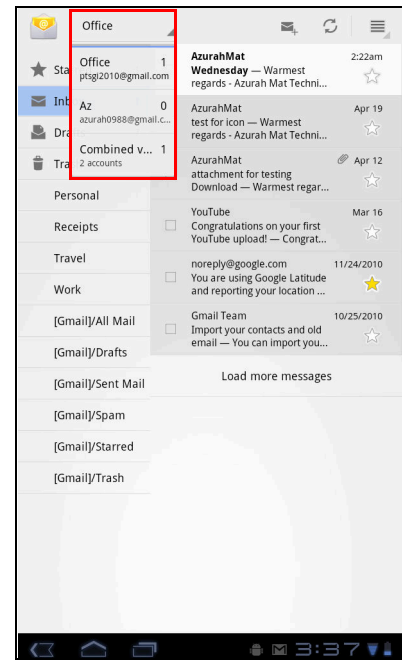 Office
Office 1
ptsgi2010@gmail.com
Az 0
azurah0988@gmail.c...
Combined v... 1
2 accounts
Sta
Inb
Dra
Tra
Personal
Receipts
Travel
Work
[Gmail]/All Mail
[Gmail]/Drafts
[Gmail]/Sent Mail
[Gmail]/Spam
[Gmail]/Starred
[Gmail]/Trash
AzurahMat 2:22am
Wednesday — Warmest
regards - Azurah Mat Techni...
AzurahMat Apr 19
test for icon — Warmest
regards - Azurah Mat Techni...
AzurahMat Apr 12
attachment for testing
Download — Warmest regar...
YouTube Mar 16
Congratulations on your first
YouTube upload! — Congrat...
noreply@google.com 11/24/2010
You are using Google Latitude
and reporting your location ...
Gmail Team 10/25/2010
Import your contacts and old
email — You can import you...
Load more messages
3:37